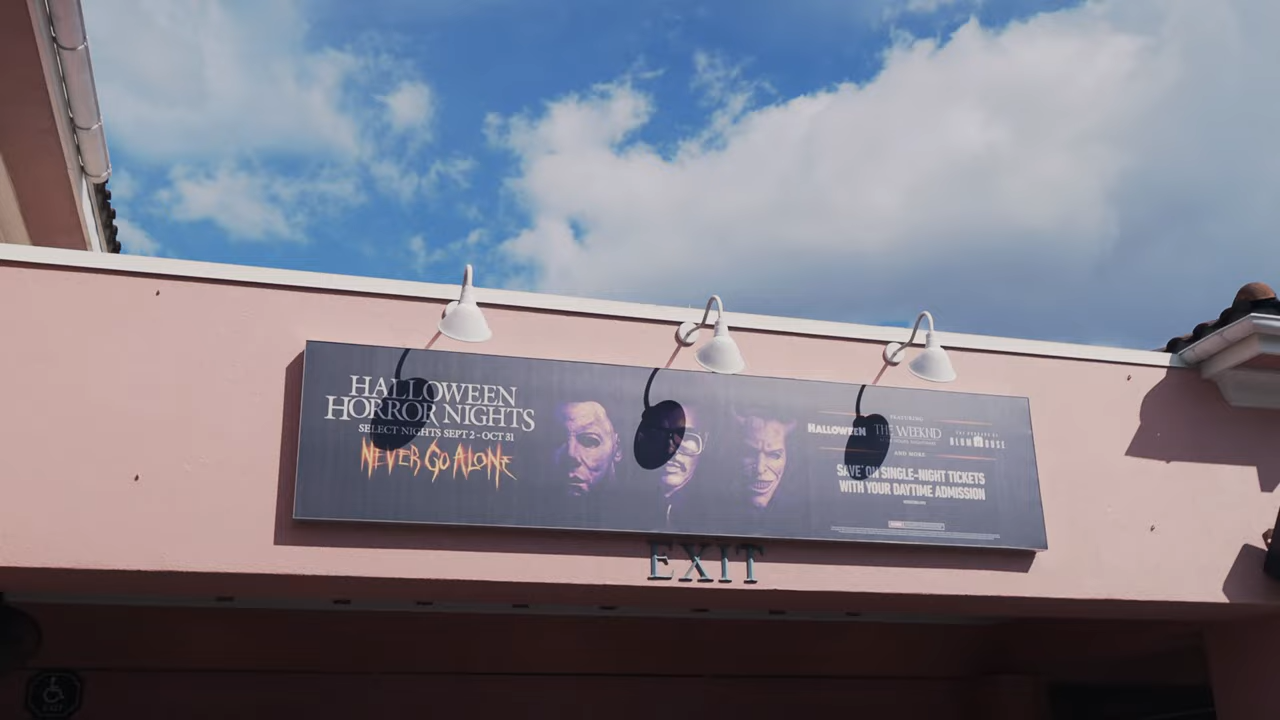 HALLOWEEN
HORROR NIGHTS
SELECT NIGHTS SEPT 2 - OCT 31
NEVER GO ALONE
FEATURING
HALLOWEEN THE WEEKND BLUMHOUSE
AND MORE
SAVE* ON SINGLE-NIGHT TICKETS
WITH YOUR DAYTIME ADMISSION
EXIT